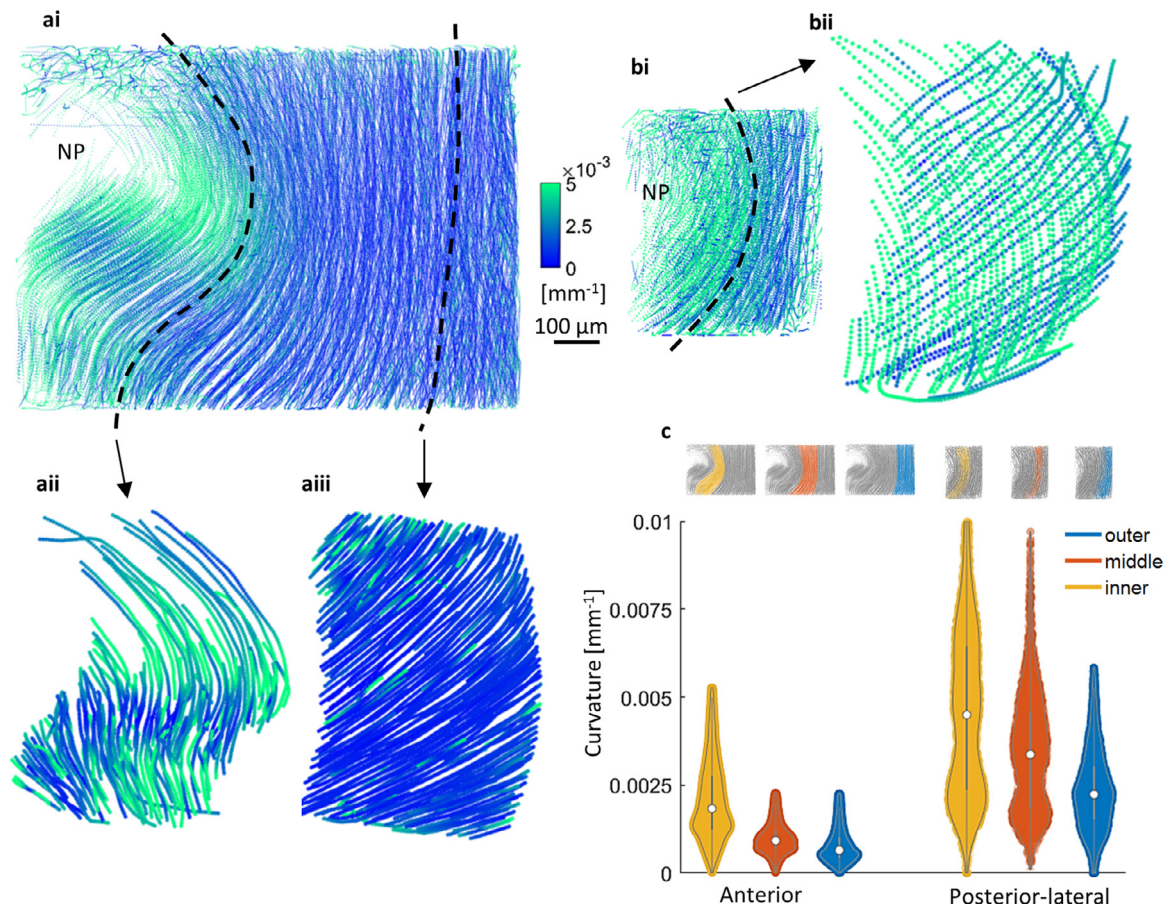 ai
NP
×10⁻³
5
2.5
0
[mm⁻¹]
100 µm
bi
NP
bii
aii
aiii
c
outer
middle
inner
0.01
0.0075
0.005
0.0025
0
Curvature [mm⁻¹]
Anterior
Posterior-lateral